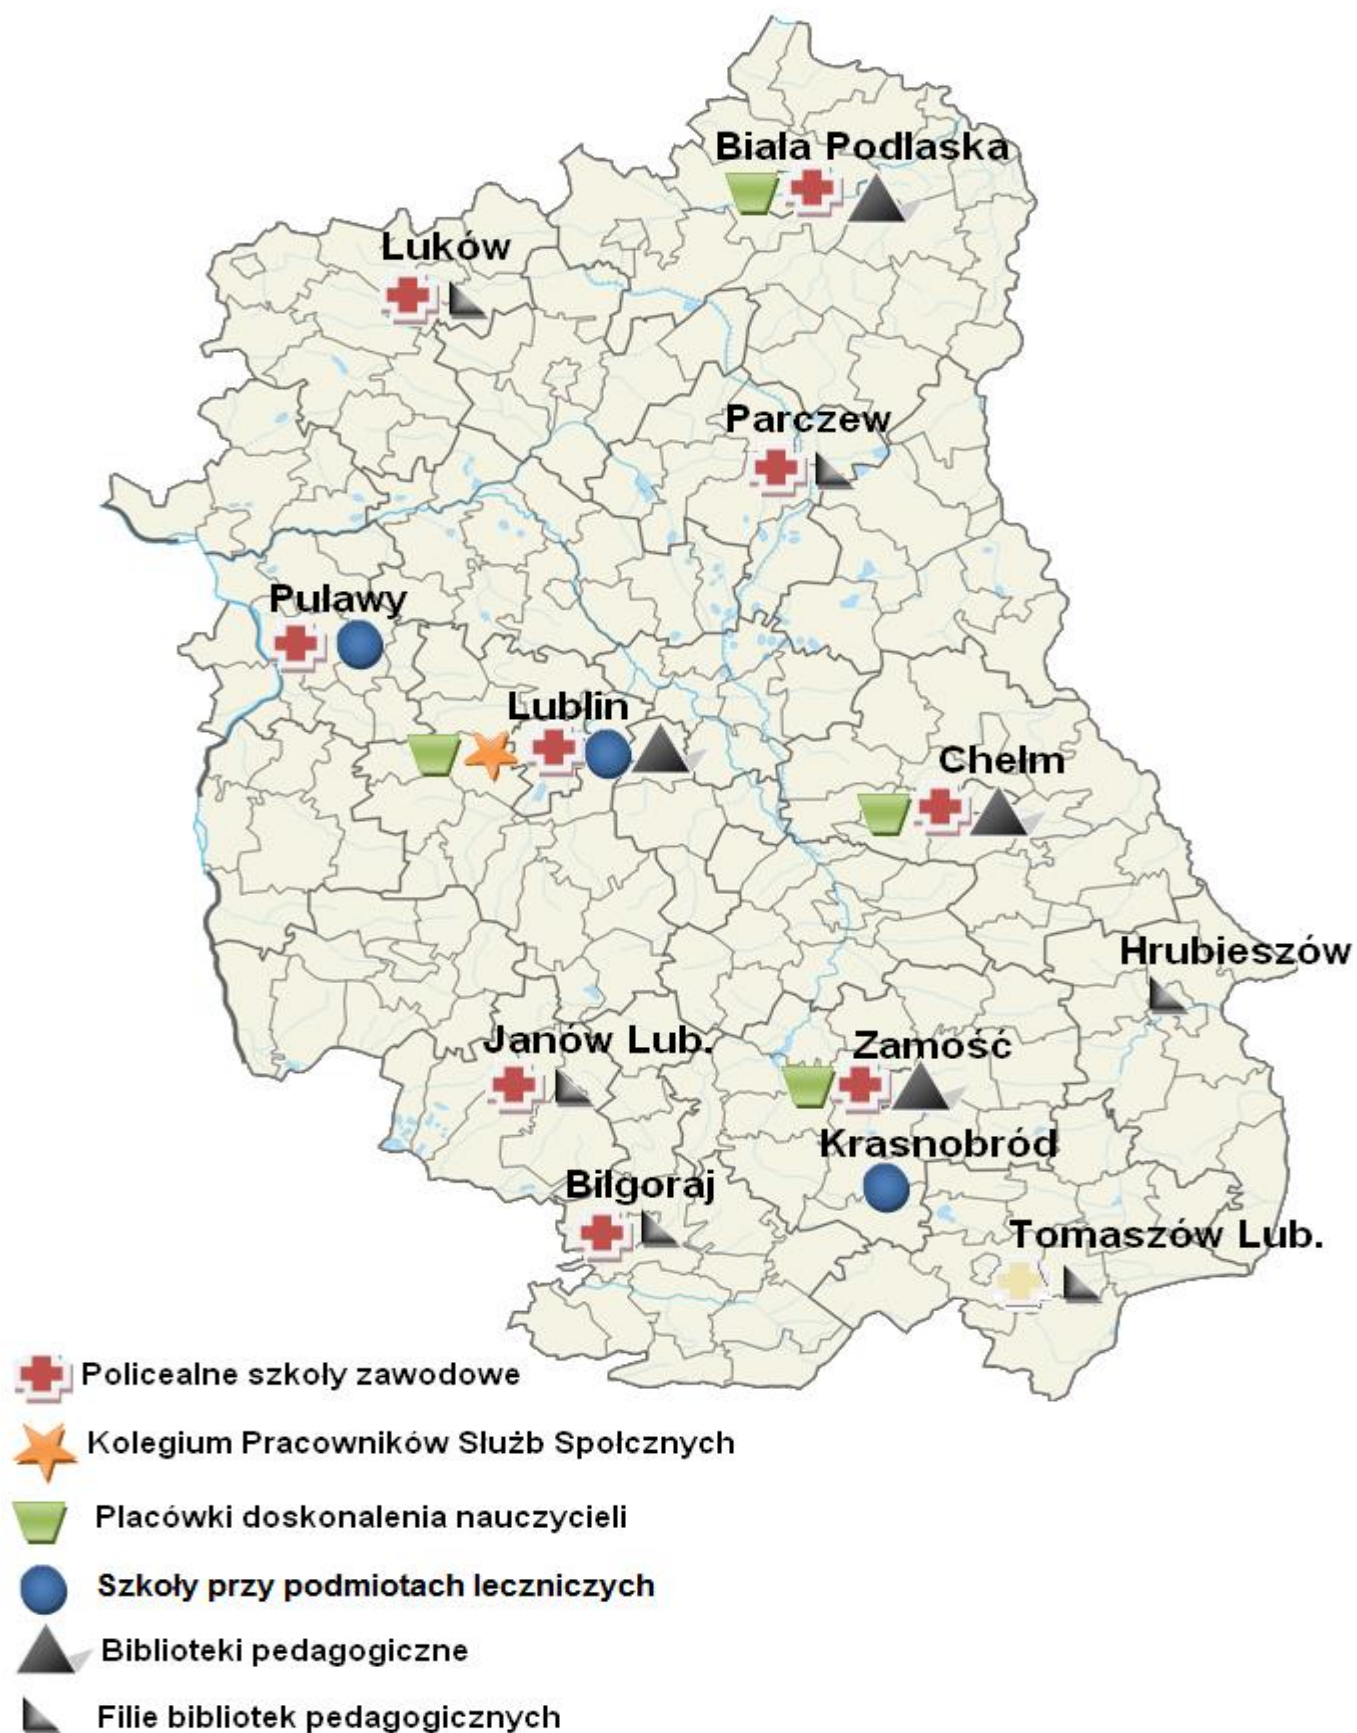 Biała Podlaska
Łuków
Parczew
Puławy
Lublin
Chełm
Hrubieszów
Janów Lub.
Zamość
Krasnobród
Biłgoraj
Tomaszów Lub.
Policealne szkoły zawodowe
Kolegium Pracowników Służb Społcznych
Placówki doskonalenia nauczycieli
Szkoły przy podmiotach leczniczych
Biblioteki pedagogiczne
Filie bibliotek pedagogicznych